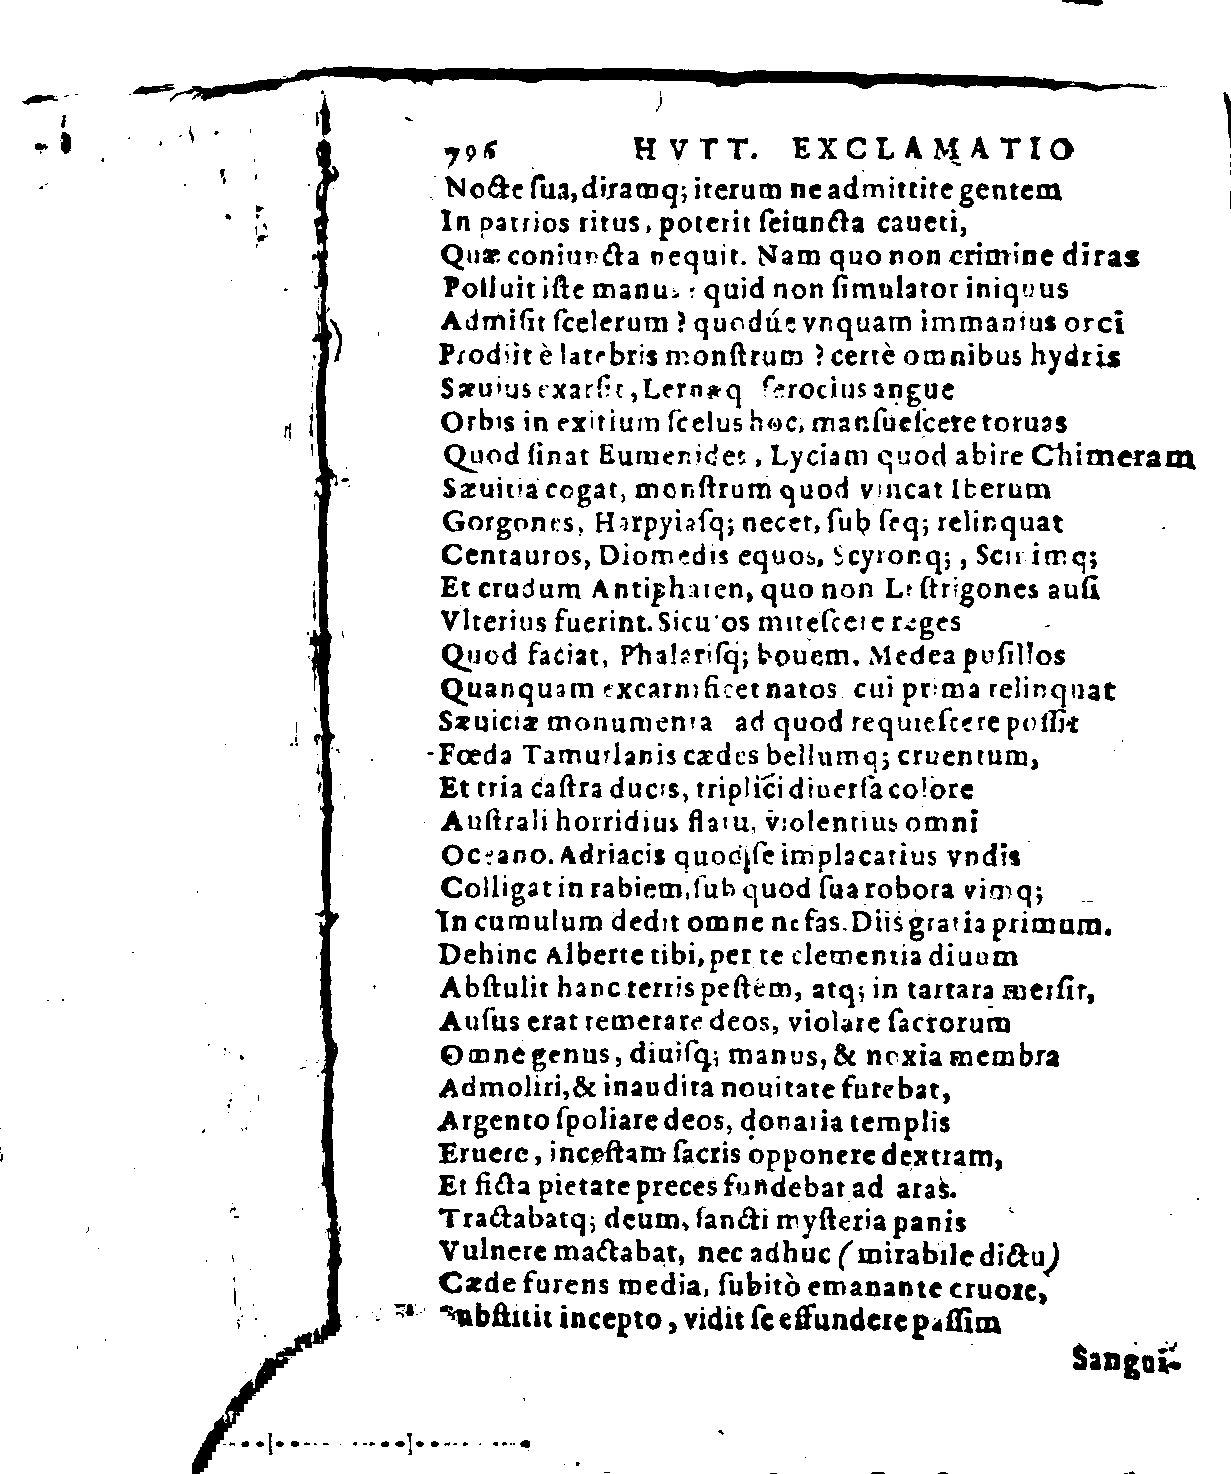 796 HVTT. EXCLAMATIO
Nocte ſua, diramq; iterum ne admittite gentem
In patrios ritus, poterit ſeiuncta caueri,
Quæ coniuncta nequit. Nam quo non crimine diras
Polluit iſte manus? quid non ſimulator iniquus
Admiſit ſcelerum? quodúe vnquam immanius orci
Prodiit è latebris monſtrum? certè omnibus hydris
Sæuius exarſit, Lernæq ferocius angue
Orbis in exitium ſcelus hoc, manſueſcere toruas
Quod ſinat Eumenides, Lyciam quod abire Chimeram
Sæuitia cogat, monſtrum quod vincat Iberum
Gorgones, Harpyiaſq; necet, ſub ſeq; relinquat
Centauros, Diomedis equos, Scyronq;,
Et crudum Antiphaten, quo non Leſtrigones auſi
Vlterius fuerint. Siculos miteſcere reges
Quod faciat, Phalariſq; bouem. Medea puſillos
Quanquam excarnificet natos cui prima relinquat
Sæuiciæ monumenta ad quod requieſcere poſſit
Fœda Tamurlanis cædes bellumq; cruentum,
Et tria caſtra ducis, triplici diuerſa colore
Auſtrali horridius flatu, violentius omni
Oceano. Adriacis quod ſe implacatius vndis
Colligat in rabiem, ſub quod ſua robora vimq;
In cumulum dedit omne nefas. Diis gratia primum.
Dehinc Alberte tibi, per te clementia diuum
Abſtulit hanc terris peſtem, atq; in tartara merſit,
Auſus erat temerare deos, violare ſacrorum
Omne genus, diuiſq; manus, & noxia membra
Admoliri, & inaudita nouitate furebat,
Argento ſpoliare deos, donaria templis
Eruere, inceſtam ſacris opponere dextram,
Et ficta pietate preces fundebat ad aras.
Tractabatq; deum, ſancti myſteria panis
Vulnere mactabat, nec adhuc (mirabile dictu)
Cæde furens media, ſubitò emanante cruore,
Subſtitit incepto, vidit ſe effundere paſſim
Sangui-